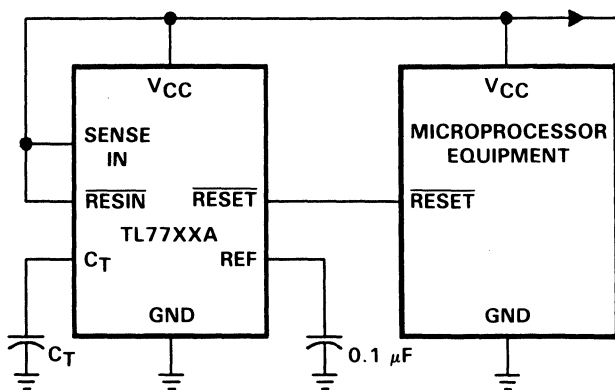 VCC
SENSE
IN
RESIN
RESET
TL77XXA
CT
REF
GND
CT
0.1 μF
VCC
MICROPROCESSOR
EQUIPMENT
RESET
GND